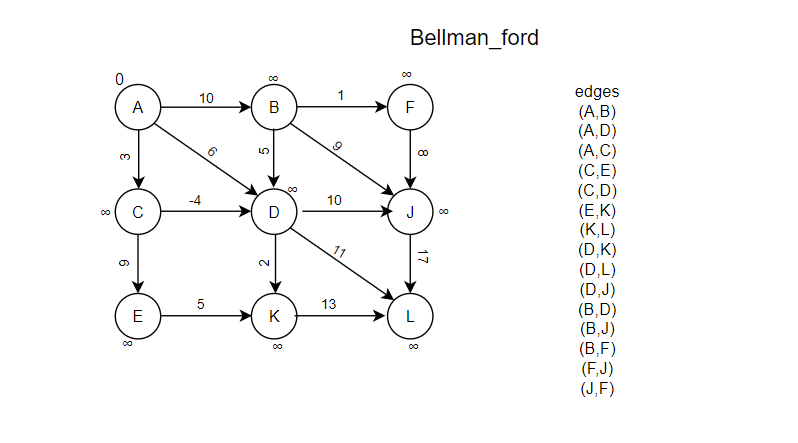 Bellman_ford
0
∞
∞
A
10
B
1
F
edges
(A,B)
(A,D)
(A,C)
(C,E)
(C,D)
(E,K)
(K,L)
(D,K)
(D,L)
(D,J)
(B,D)
(B,J)
(B,F)
(F,J)
(J,F)
3
6
5
9
8
∞
C
-4
D
∞
10
J
∞
9
2
11
17
E
5
K
13
L
∞
∞
∞